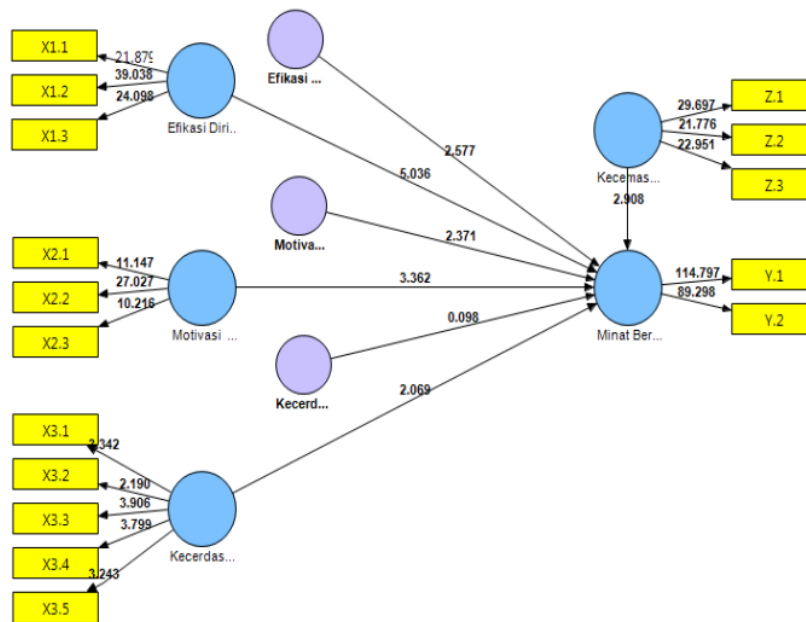 X1.1
X1.2
X1.3
21.879
39.038
24.098
Efikasi Diri..
Efikasi ...
2.577
5.036
Kecemas...
29.697
21.776
22.951
Z.1
Z.2
Z.3
2.908
X2.1
X2.2
X2.3
11.147
27.027
10.216
Motivasi ...
Motiva...
2.371
3.362
Minat Ber...
114.797
89.298
Y.1
Y.2
Kecerd...
0.098
2.069
X3.1
X3.2
X3.3
X3.4
X3.5
2.190
3.906
3.799
3.243
Kecerdas...